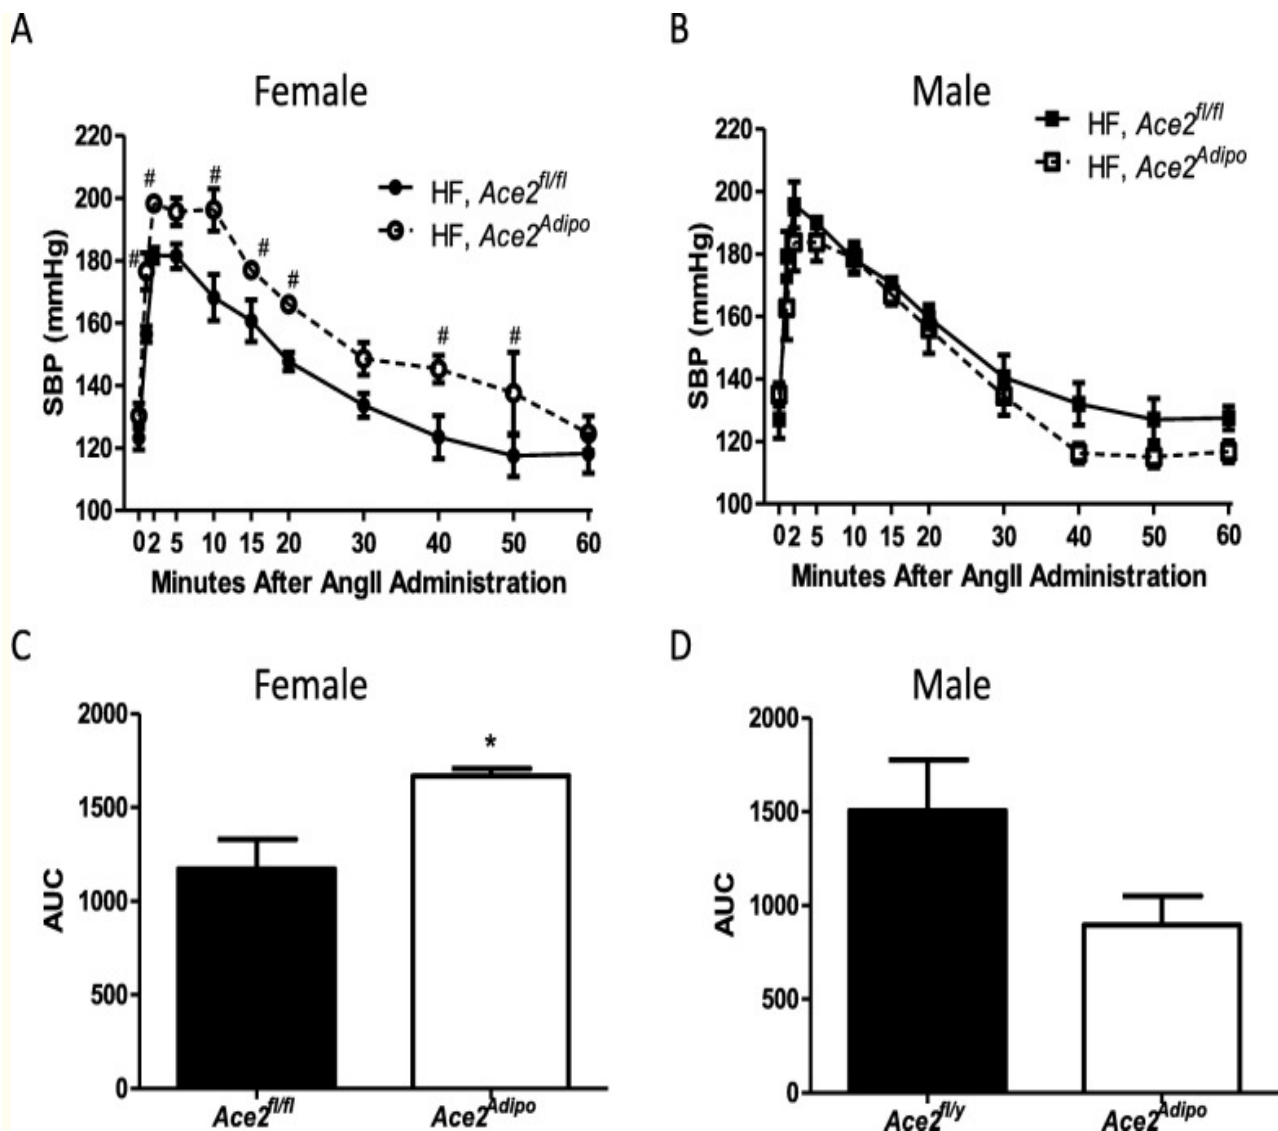 A
Female
220
200
180
160
140
120
100
SBP (mmHg)
#
#
#
#
#
#
#
HF, Ace2fl/fl
HF, Ace2Adipo
0 2 5 10 15 20 30 40 50 60
Minutes After AngII Administration
B
Male
220
200
180
160
140
120
100
SBP (mmHg)
HF, Ace2fl/fl
HF, Ace2Adipo
0 2 5 10 15 20 30 40 50 60
Minutes After AngII Administration
C
Female
2000
1500
1000
500
0
AUC
*
Ace2fl/fl Ace2Adipo
D
Male
2000
1500
1000
500
0
AUC
Ace2fl/y Ace2Adipo